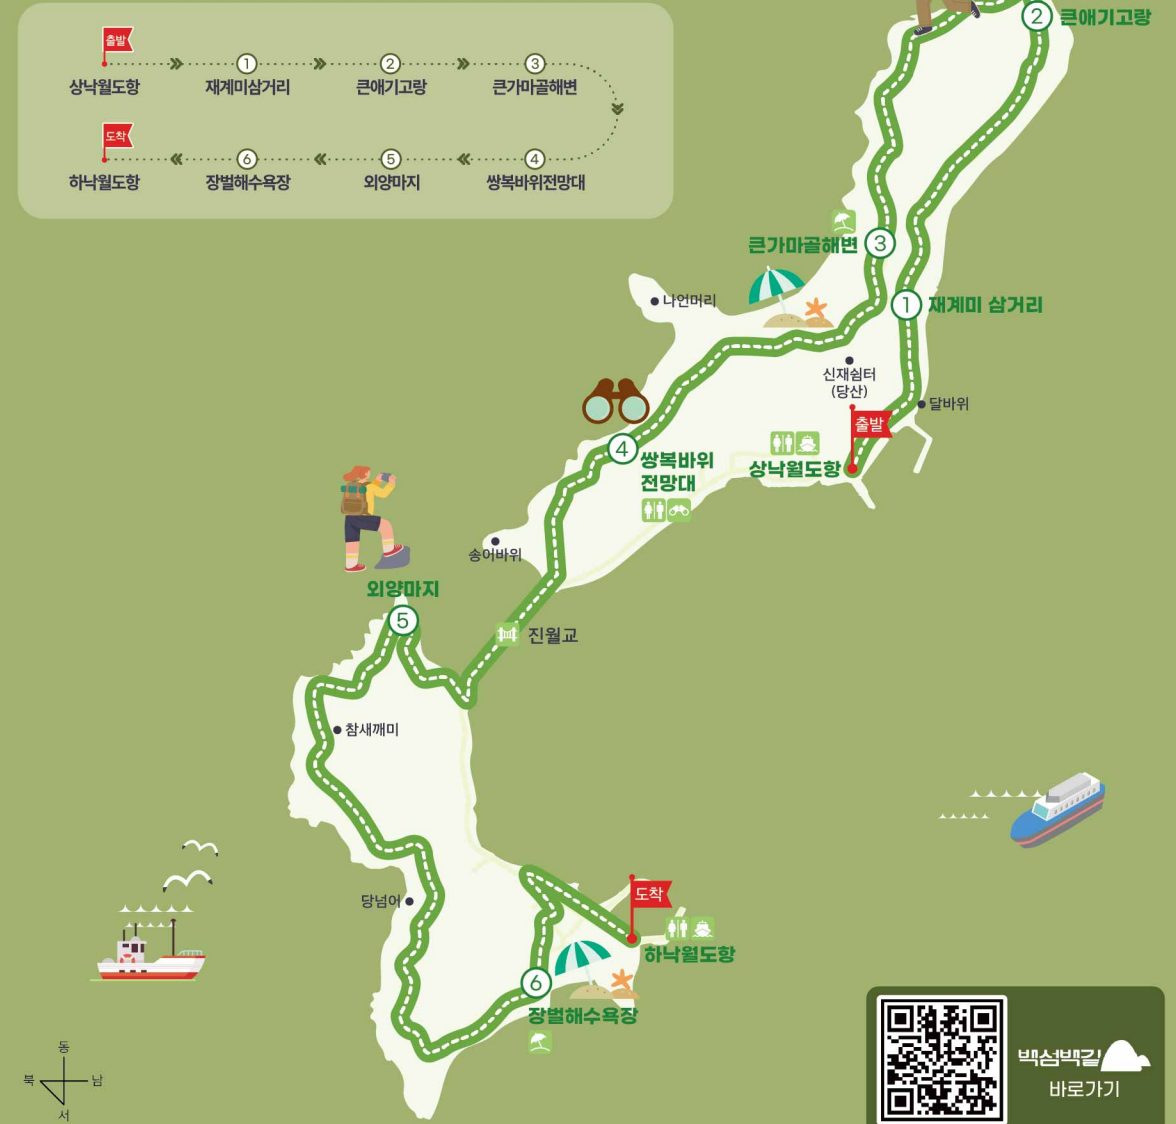 출발
상낙월도항
1
재계미삼거리
2
큰애기고랑
3
큰가마골해변
도착
하낙월도항
6
장벌해수욕장
5
외양마지
4
쌍복바위전망대
2 큰애기고랑
큰가마골해변 3
나언머리
1 재계미 삼거리
신재쉼터
(당산)
달바위
출발
상낙월도항
4 쌍복바위
전망대
송어바위
외양마지
5
진월교
참새깨미
당넘어
도착
하낙월도항
6
장벌해수욕장
동
북 남
서
백섬백길
바로가기